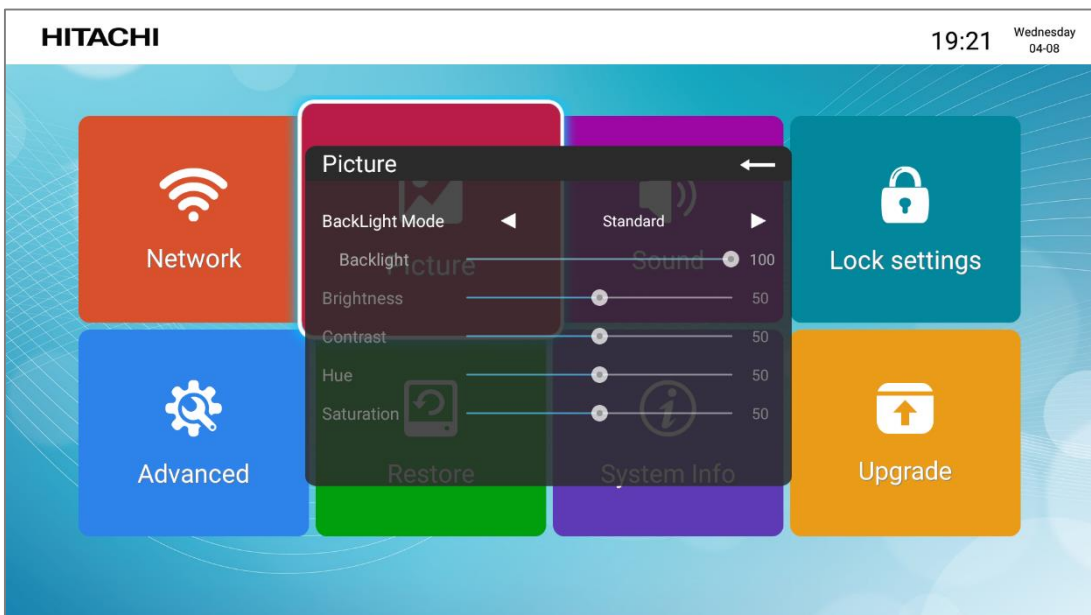 HITACHI
19:21
Wednesday
04-08
Network
Picture
Sound
Lock settings
Picture
BackLight Mode Standard
Backlight 100
Brightness 50
Contrast 50
Hue 50
Saturation 50
Advanced
Restore
System Info
Upgrade